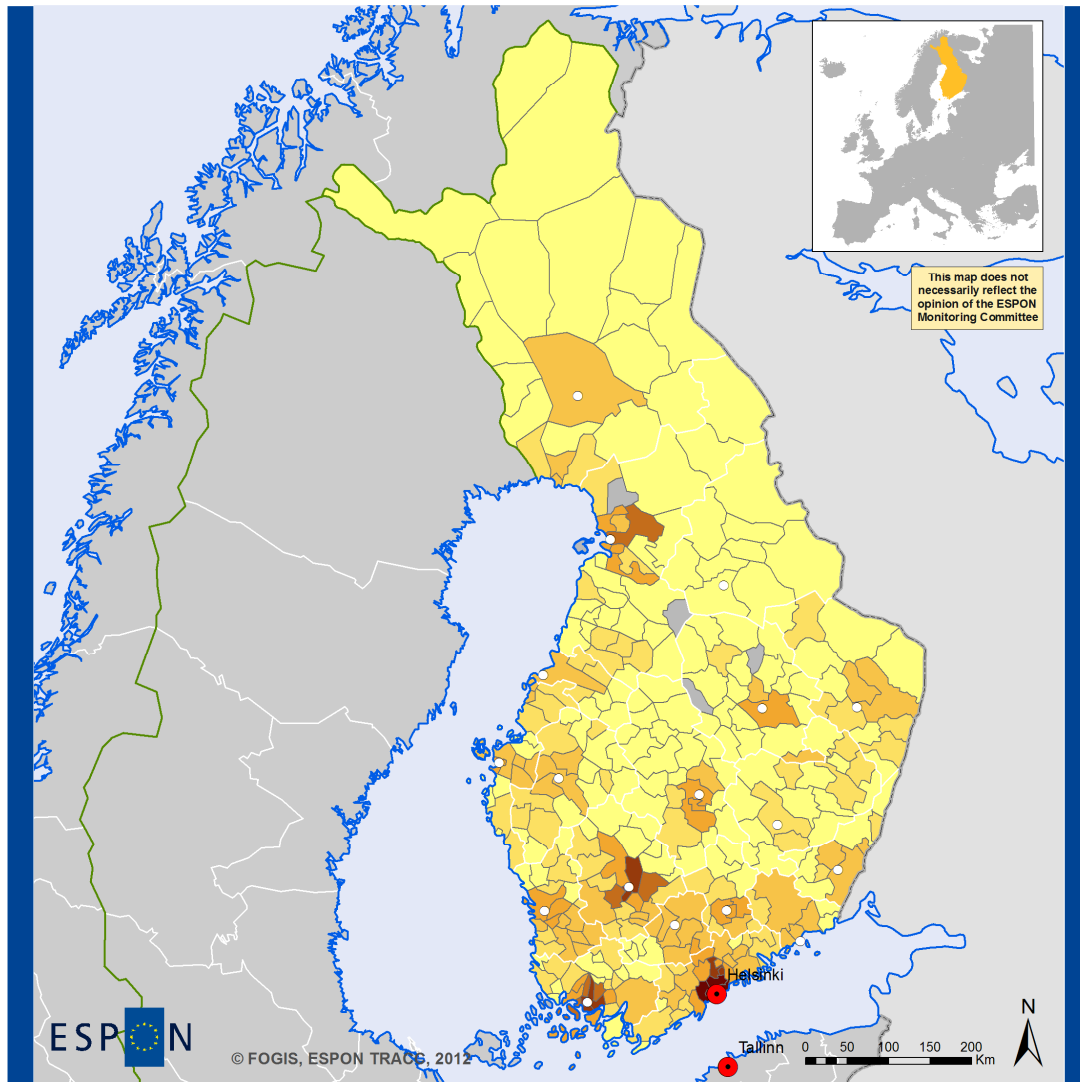 This map does not
necessarily reflect the
opinion of the ESPON
Monitoring Committee
Helsinki
N
ESPON
© FOGIS, ESPON TRACC, 2012
Tallinn
0 50 100 150 200
Km